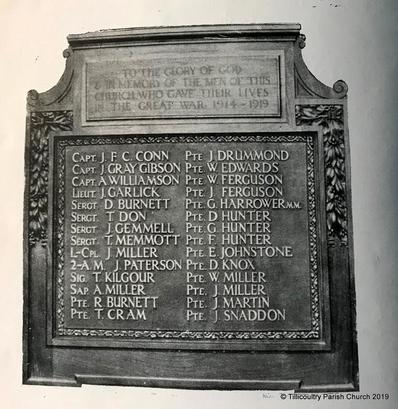 TO THE GLORY OF GOD
& IN MEMORY OF THE MEN OF THIS
CHURCH, WHO GAVE THEIR LIVES
IN THE GREAT WAR. 1914-1919
CAPT. J. F. C. CONN
CAPT. J. GRAY GIBSON
CAPT. A. WILLIAMSON
LIEUT. J. GARLICK
SERGT. D. BURNETT
SERGT. T. DON
SERGT. J. GEMMELL
SERGT. T. MEMMOTT
L.-CPL. J. MILLER
2-A.M. J. PATERSON
SIG. T. KILGOUR
SAP. A. MILLER
PTE. R. BURNETT
PTE. T. CRAM
PTE. J. DRUMMOND
PTE. W. EDWARDS
PTE. W. FERGUSON
PTE. J. FERGUSON
PTE. G. HARROWER M.M.
PTE. D. HUNTER
PTE. G. HUNTER
PTE. F. HUNTER
PTE. E. JOHNSTONE
PTE. D. KNOX
PTE. W. MILLER
PTE. J. MILLER
PTE. J. MARTIN
PTE. J. SNADDON
© Tillicoultry Parish Church 2019